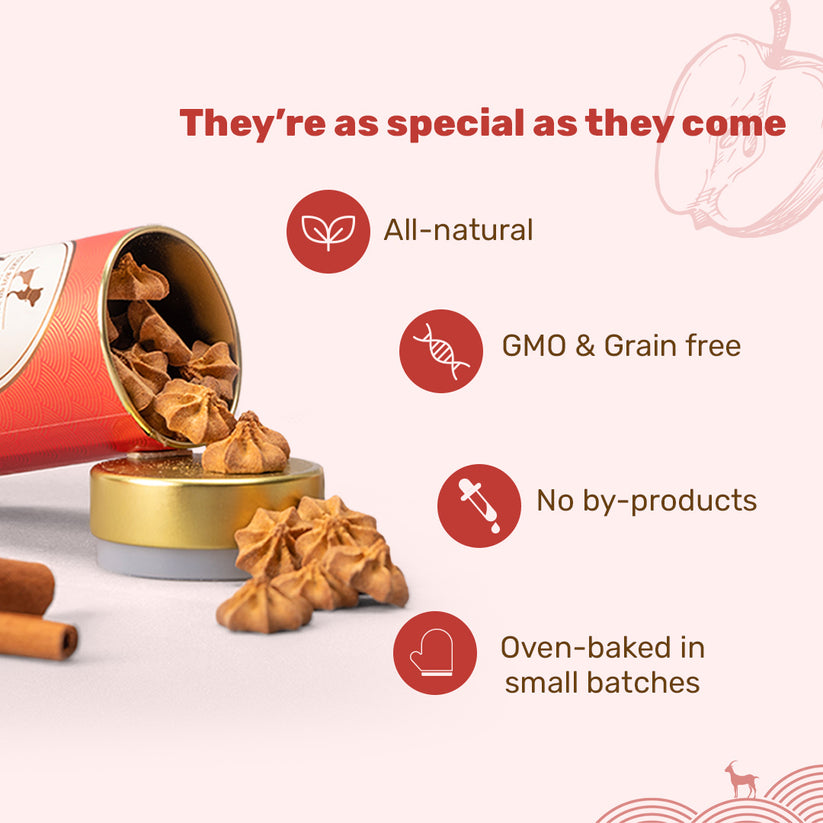 They’re as special as they come
All-natural
GMO & Grain free
No by-products
Oven-baked in
small batches